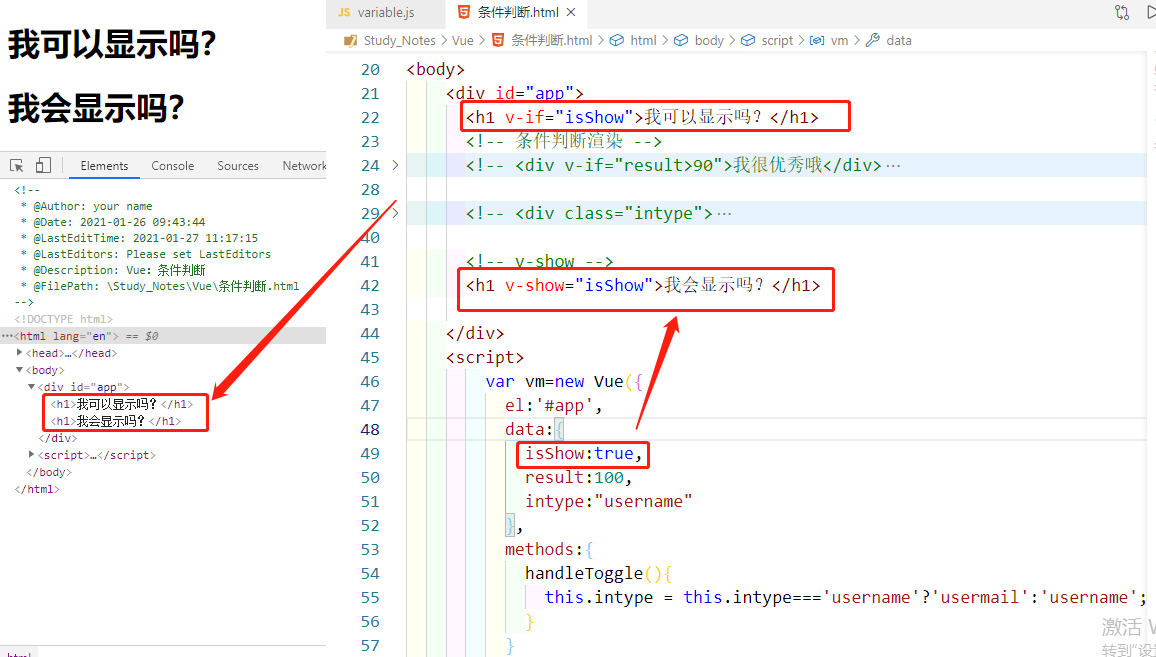 我可以显示吗?
我会显示吗?
Elements Console Sources Network
<!--
* @Author: your name
* @Date: 2021-01-26 09:43:44
* @LastEditTime: 2021-01-27 11:17:15
* @LastEditors: Please set LastEditors
* @Description: Vue: 条件判断
* @FilePath: \Study_Notes\Vue\条件判断.html
-->
<!DOCTYPE html>
⋯<html lang="en"> == $0
▶<head>…</head>
▼<body>
▼<div id="app">
<h1>我可以显示吗? </h1>
<h1>我会显示吗? </h1>
</div>
▶<script>…</script>
</body>
</html>
html
JS variable.js 条件判断.html ×
Study_Notes > Vue > 条件判断.html > html > body > script > vm > data
20 <body>
21 <div id="app">
22 <h1 v-if="isShow">我可以显示吗? </h1>
23 <!-- 条件判断渲染 -->
24 > <!-- <div v-if="result>90">我很优秀哦</div> ⋯
28
29 > <!-- <div class="intype"> ⋯
40
41 <!-- v-show -->
42 <h1 v-show="isShow">我会显示吗? </h1>
43
44 </div>
45 <script>
46 var vm=new Vue({
47 el:'#app',
48 data:{
49 isShow:true,
50 result:100,
51 intype:"username"
52 },
53 methods:{
54 handleToggle(){
55 this.intype = this.intype==='username'?'usermail':'username';
56 }
57 }
激活 W
转到"设